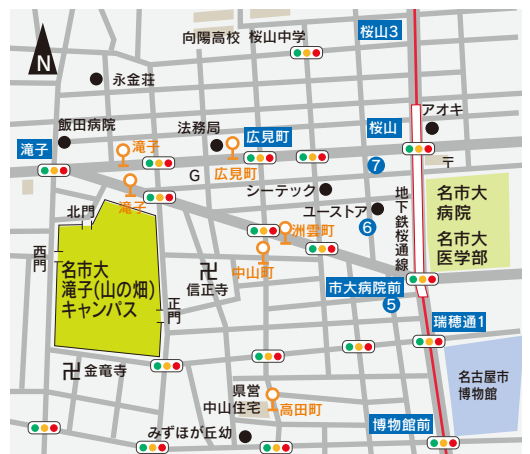 向陽高校 桜山中学
桜山3
N
永金荘
アオキ
飯田病院
法務局
広見町
桜山
滝子
滝子
広見町
〒
7
G
シーテック
滝子
ユーストア
地下鉄桜通線
名市大
病院
名市大
医学部
北門
洲雲町
6
西門
中山町
名市大
滝子(山の畑)
キャンパス
卍
信正寺
正門
市大病院前
5
瑞穂通1
卍 金竜寺
名古屋市
博物館
県営
中山住宅
高田町
博物館前
みずほが丘幼